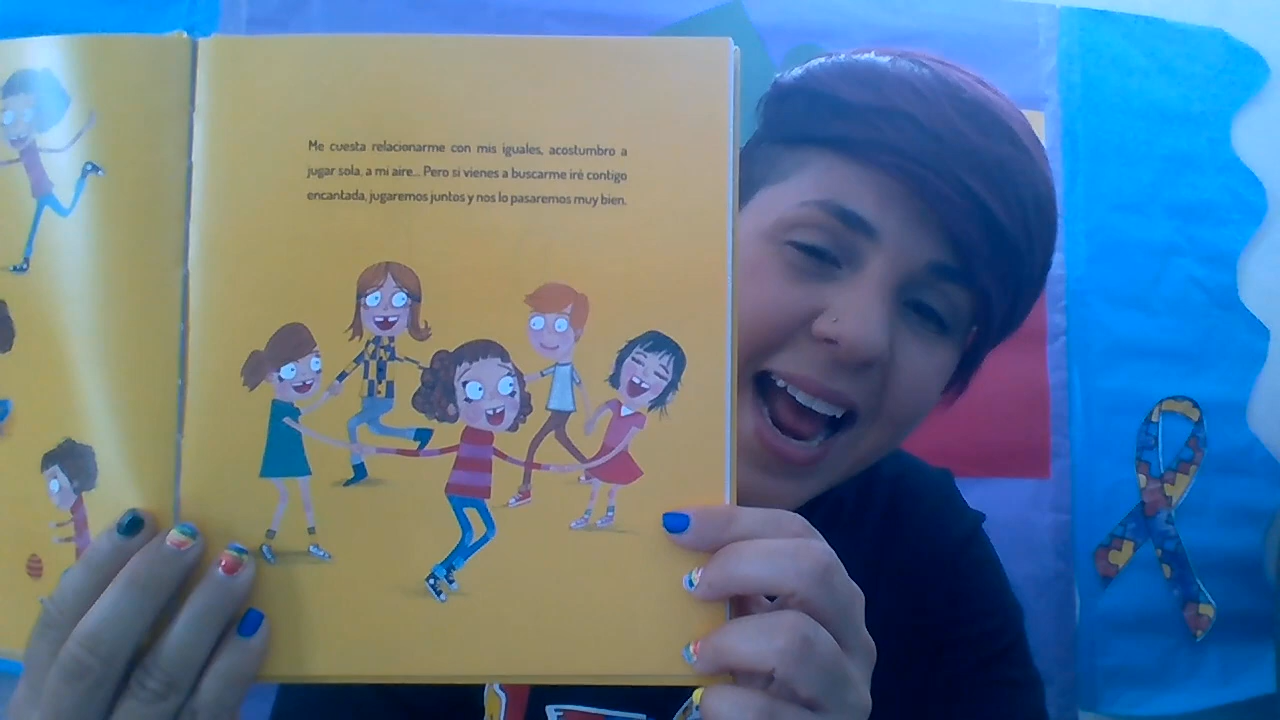 Me cuesta relacionarme con mis iguales, acostumbro a
jugar sola, a mi aire... Pero si vienes a buscarme iré contigo
encantada, jugaremos juntos y nos lo pasaremos muy bien.